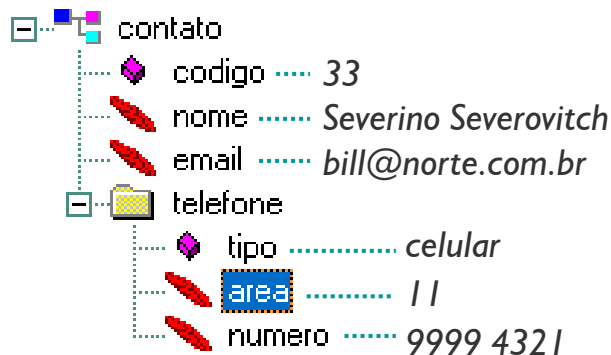 contato
codigo ····· 33
nome ······· Severino Severovitch
email ······· bill@norte.com.br
telefone
tipo ············ celular
area ·········· 11
numero ······ 9999 4321